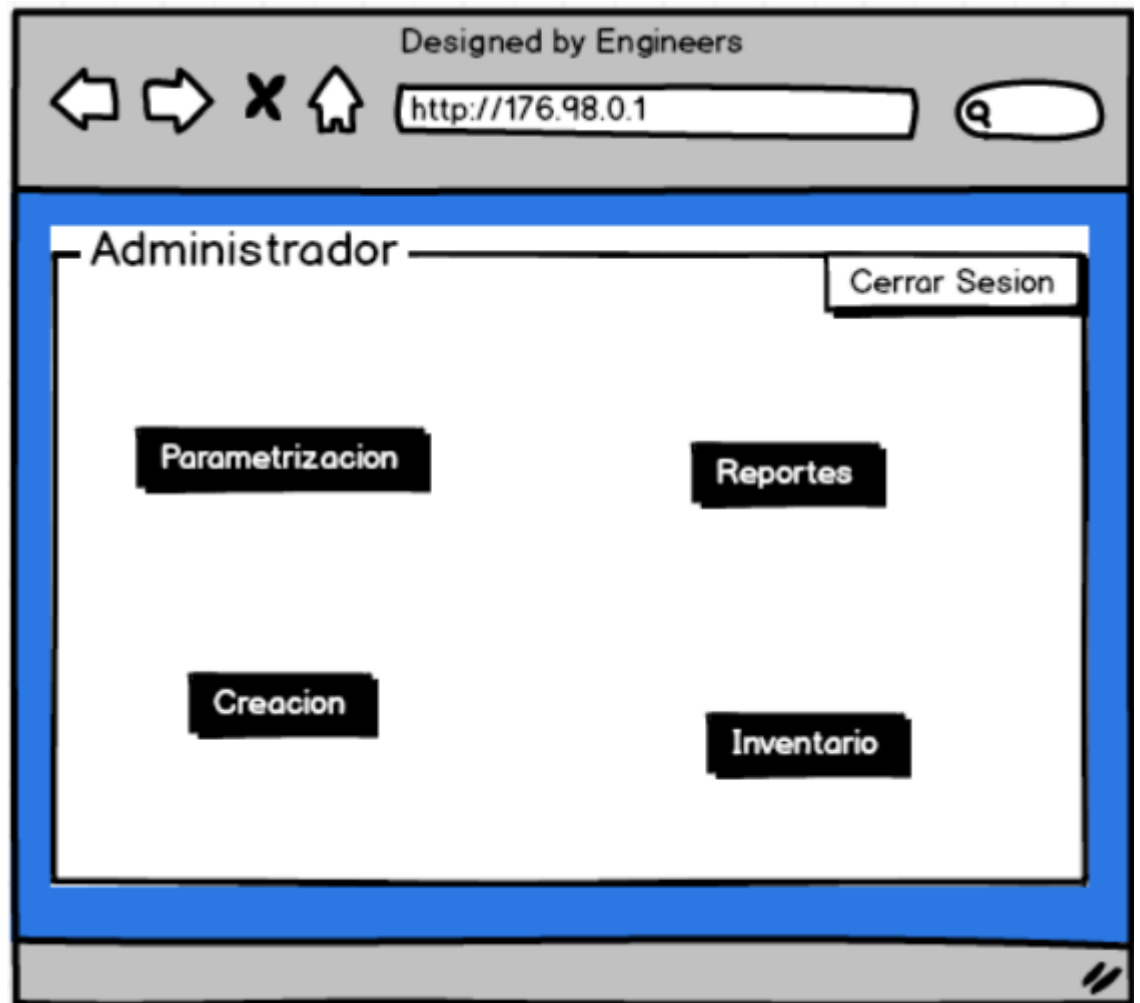 Designed by Engineers
http://176.98.0.1
Administrador
Cerrar Sesion
Parametrizacion
Reportes
Creacion
Inventario